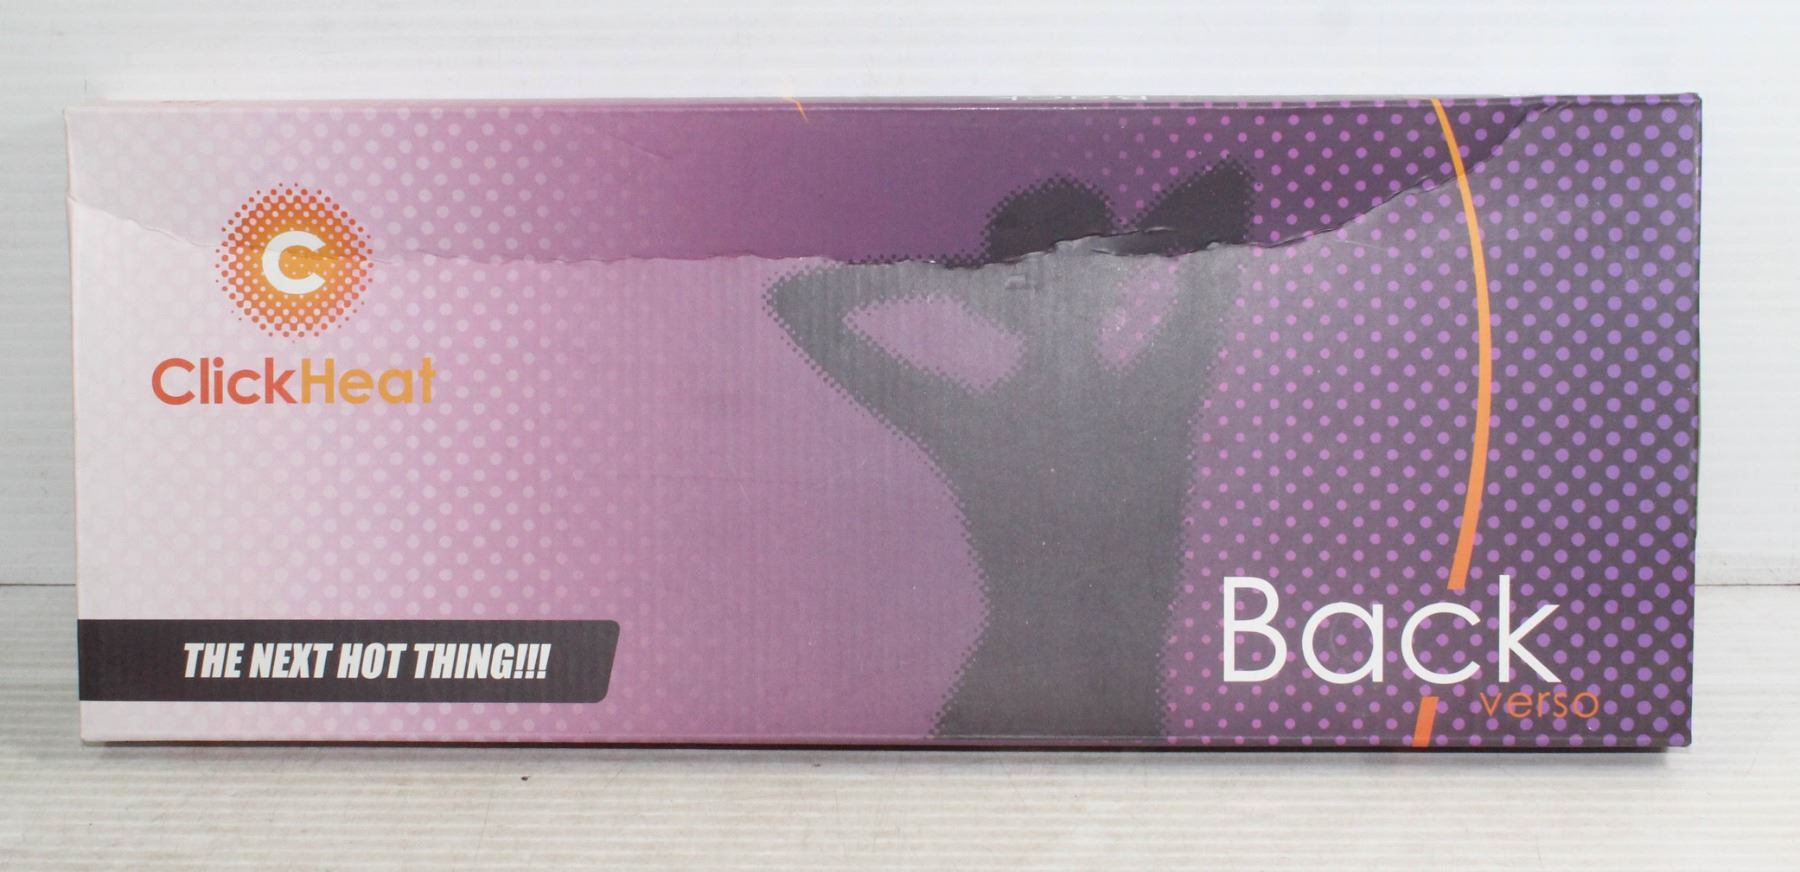 C
ClickHeat
THE NEXT HOT THING!!!
Back
verso